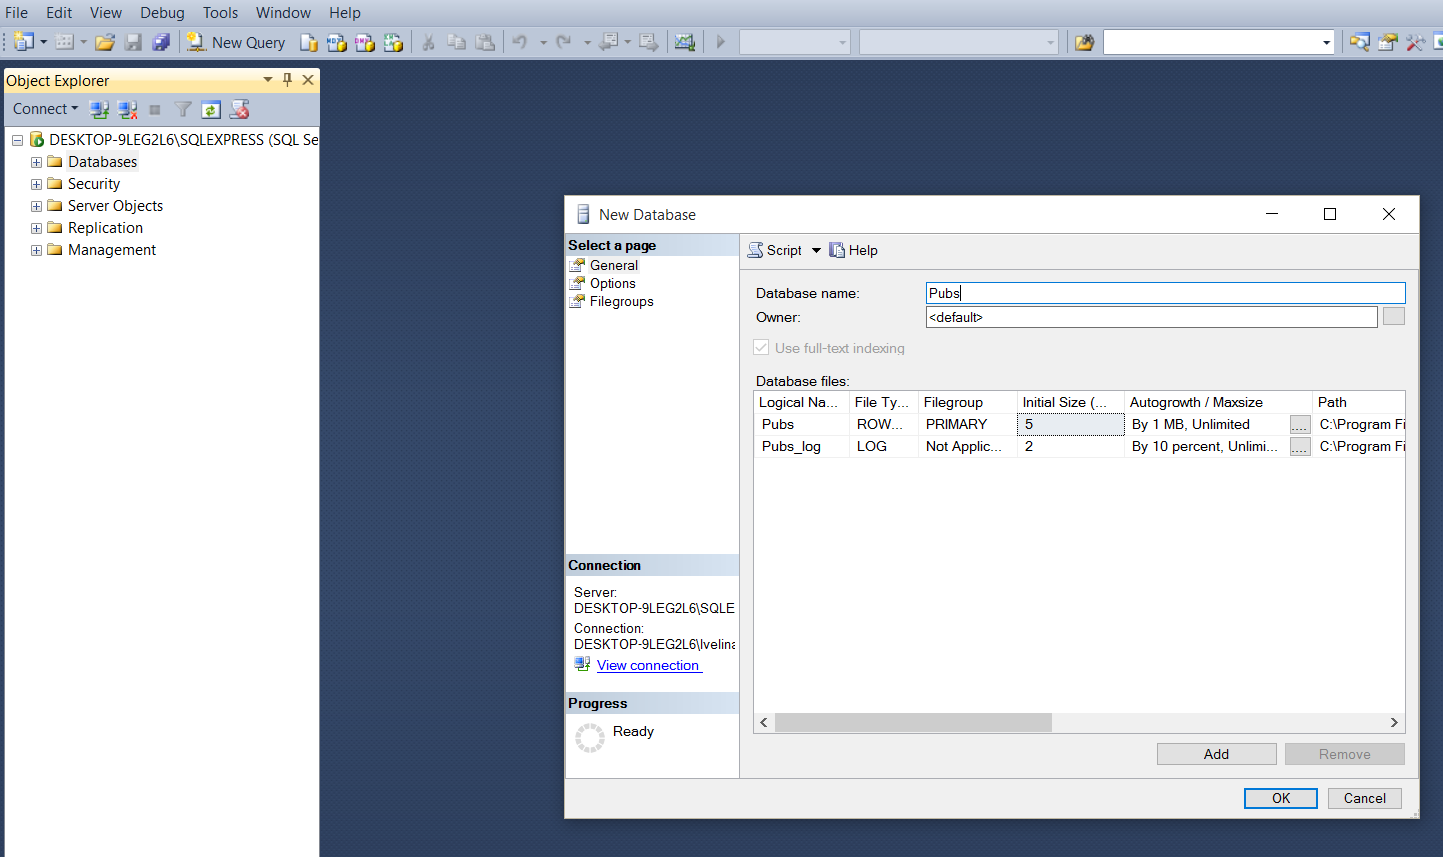 File Edit View Debug Tools Window Help
New Query
Object Explorer
Connect
DESKTOP-9LEG2L6\SQLEXPRESS (SQL Se
Databases
Security
Server Objects
Replication
Management
New Database
Select a page
General
Options
Filegroups
Script Help
Database name: Pubs
Owner: <default>
Use full-text indexing
Database files:
Logical Na... File Ty... Filegroup Initial Size (... Autogrowth / Maxsize Path
Pubs ROW... PRIMARY 5 By 1 MB, Unlimited .... C:\Program Fi
Pubs_log LOG Not Applic... 2 By 10 percent, Unlimi... .... C:\Program Fi
Connection
Server:
DESKTOP-9LEG2L6\SQLE
Connection:
DESKTOP-9LEG2L6\Ivelina
View connection
Progress
Ready
Add Remove
OK Cancel